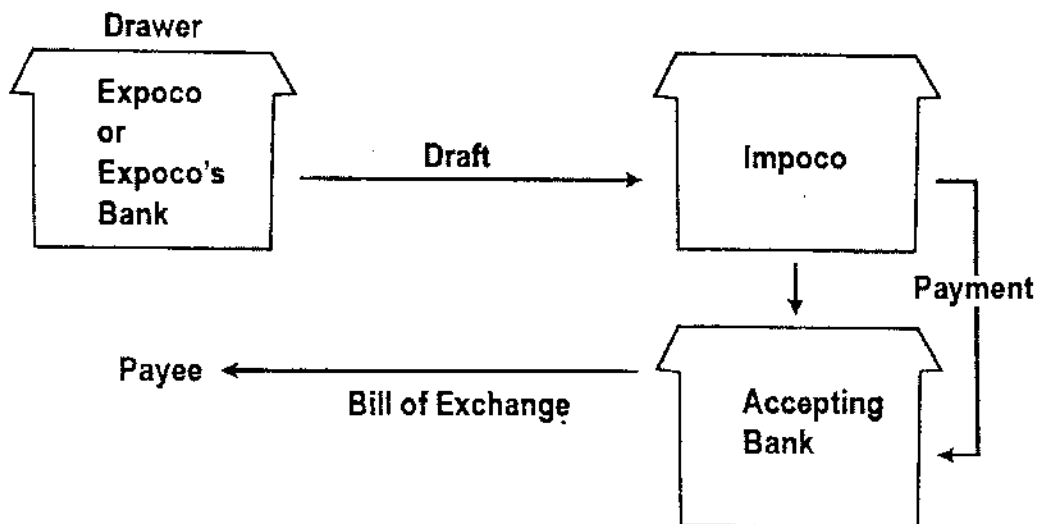 Drawer
Expoco
or
Expoco's
Bank
Draft
Impoco
Payment
Payee
Bill of Exchange
Accepting
Bank